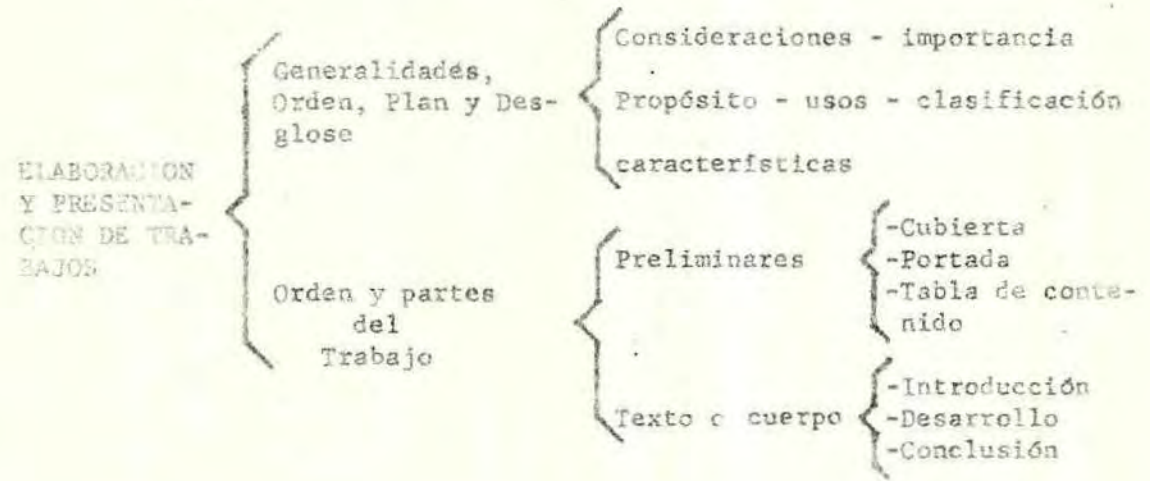 ELABORACION
Y PRESENTA-
CION DE TRA-
BAJOS
Generalidades,
Orden, Plan y Des-
glose
Consideraciones - importancia
Propósito - usos - clasificación
características
Orden y partes
del
Trabajo
Preliminares
-Cubierta
-Portada
-Tabla de conte-
nido
Texto o cuerpo
-Introducción
-Desarrollo
-Conclusión